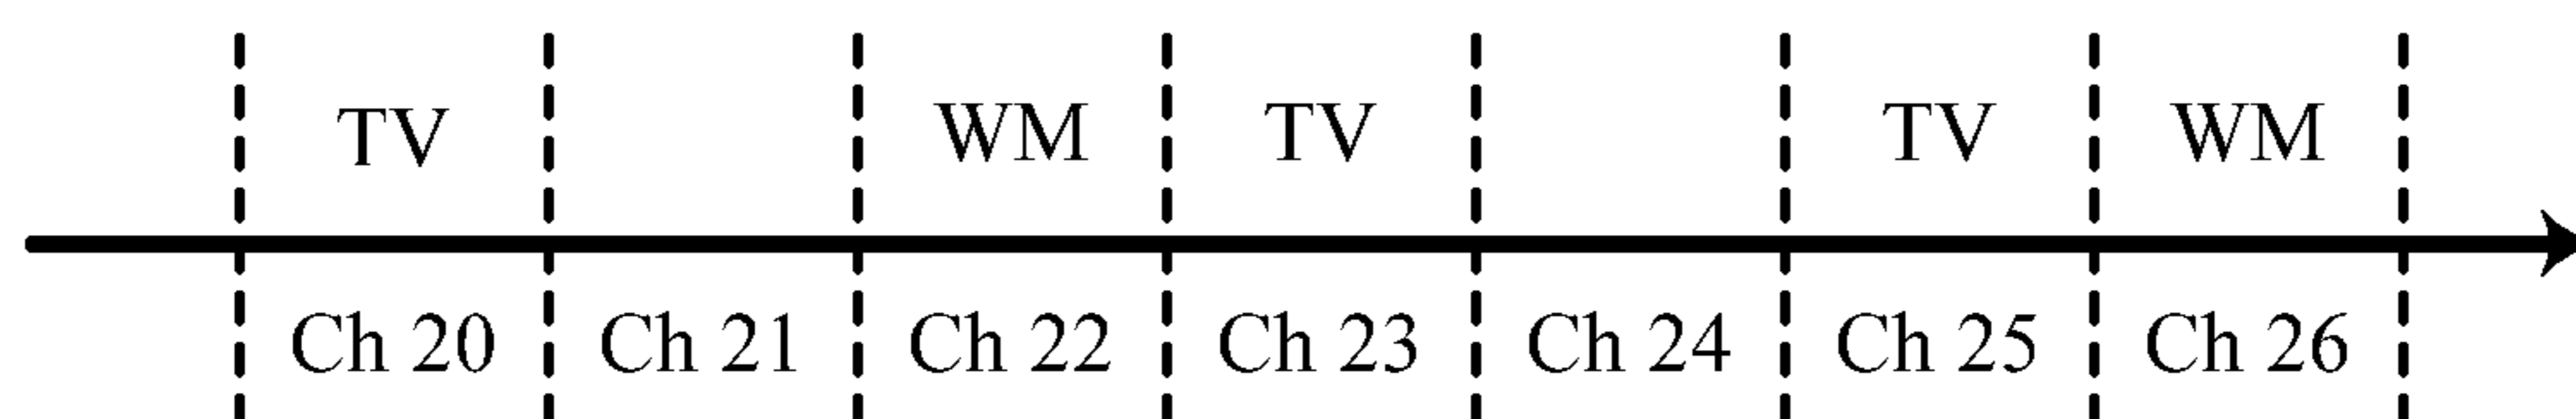 TV WM TV TV WM
Ch 20 Ch 21 Ch 22 Ch 23 Ch 24 Ch 25 Ch 26